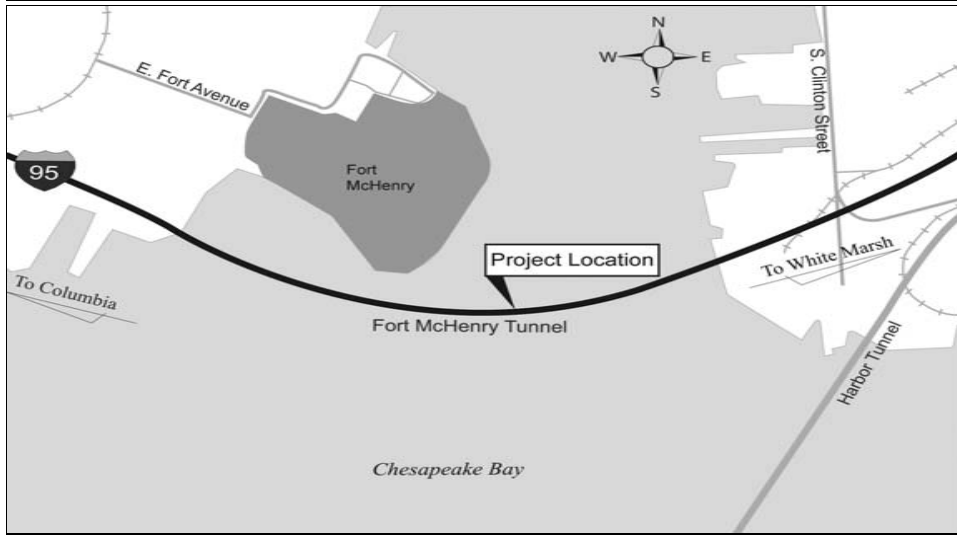 N
W E
S
E. Fort Avenue
S. Clinton Street
95
Fort
McHenry
Project Location
To White Marsh
To Columbia
Fort McHenry Tunnel
Harbor Tunnel
Chesapeake Bay